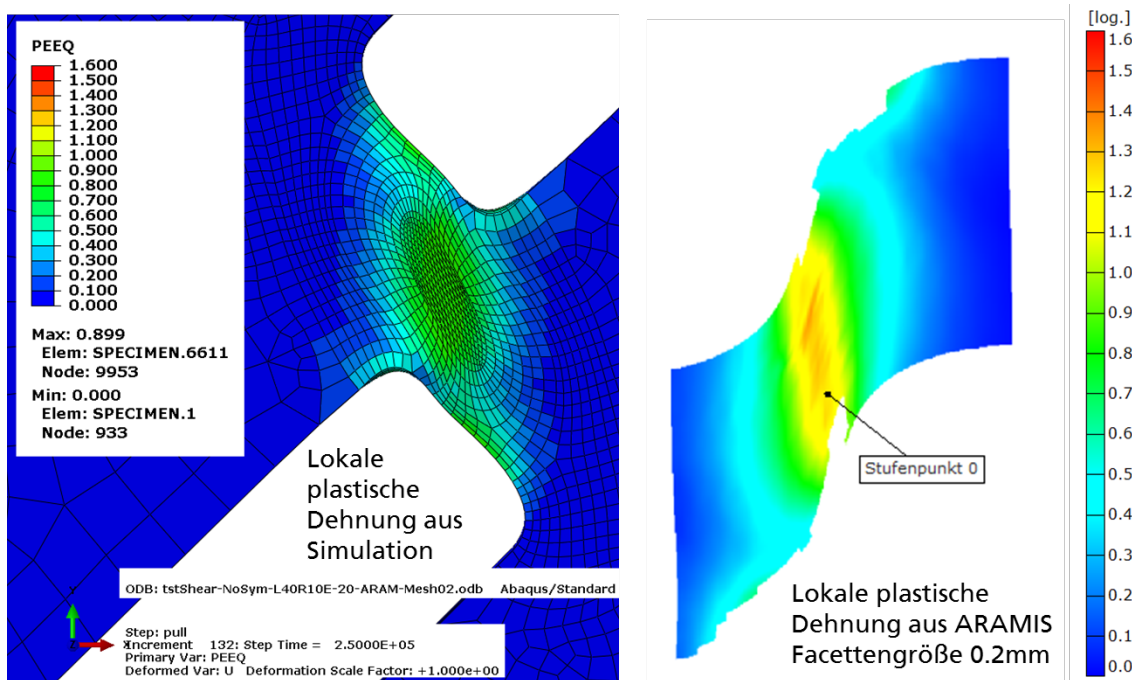 PEEQ
1.600
1.500
1.400
1.300
1.200
1.100
1.000
0.900
0.800
0.700
0.600
0.500
0.400
0.300
0.200
0.100
0.000
Max: 0.899
Elem: SPECIMEN.6611
Node: 9953
Min: 0.000
Elem: SPECIMEN.1
Node: 933
Lokale
plastische
Dehnung aus
Simulation
ODB: tstShear-NoSym-L40R10E-20-ARAM-Mesh02.odb Abaqus/Standard
Y
X
Step: pull
Increment 132: Step Time = 2.5000E+05
Primary Var: PEEQ
Deformed Var: U Deformation Scale Factor: +1.000e+00
[log.]
1.6
1.5
1.4
1.3
1.2
1.1
1.0
0.9
0.8
0.7
0.6
0.5
0.4
0.3
0.2
0.1
0.0
Stufenpunkt 0
Lokale plastische
Dehnung aus ARAMIS
Facettengröße 0.2mm